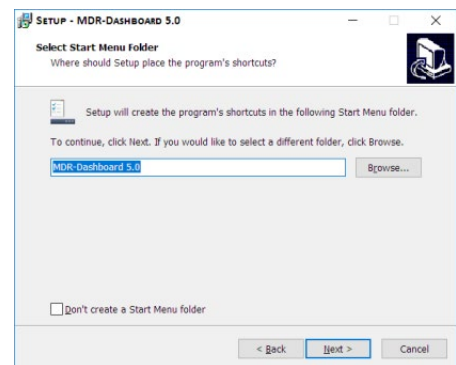 Setup - MDR-Dashboard 5.0
Select Start Menu Folder
Where should Setup place the program's shortcuts?
Setup will create the program's shortcuts in the following Start Menu folder.
To continue, click Next. If you would like to select a different folder, click Browse.
MDR-Dashboard 5.0
Browse...
Don't create a Start Menu folder
< Back
Next >
Cancel